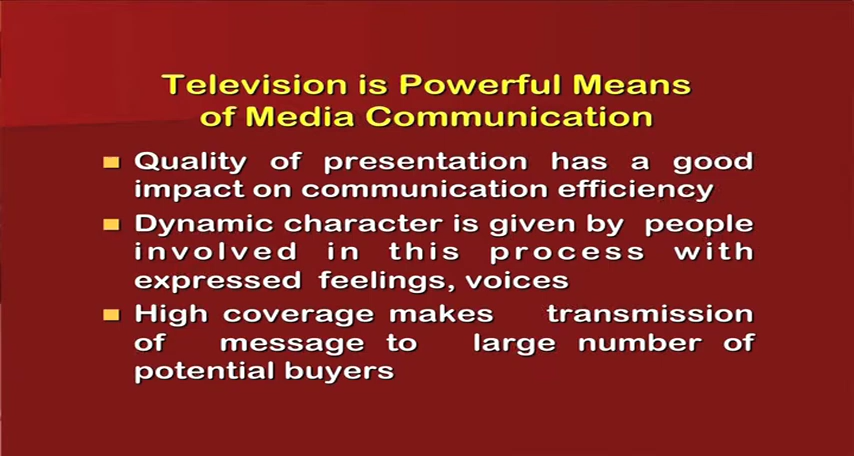 Television is Powerful Means
of Media Communication
Quality of presentation has a good
impact on communication efficiency
Dynamic character is given by people
involved in this process with
expressed feelings, voices
High coverage makes transmission
of message to large number of
potential buyers